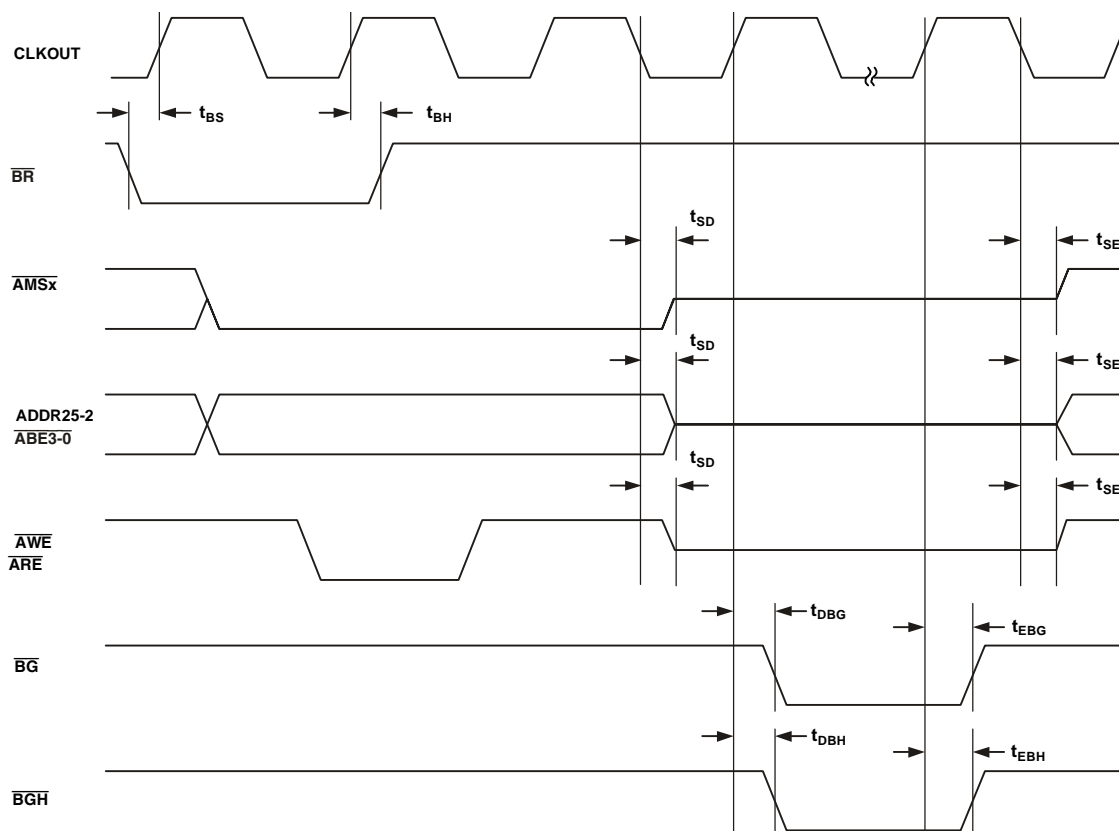 CLKOUT
tBS
tBH
BR
tSD
tSE
AMSx
tSD
tSE
ADDR25-2
ABE3-0
tSD
tSE
AWE
ARE
tDBG
tEBG
BG
tDBH
tEBH
BGH